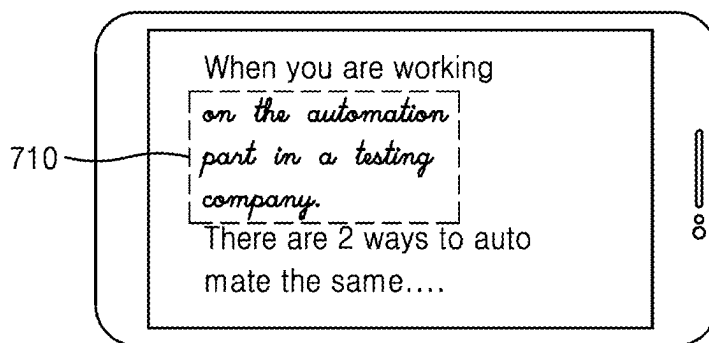 When you are working
on the automation
710
part in a testing
company.
There are 2 ways to auto
mate the same....